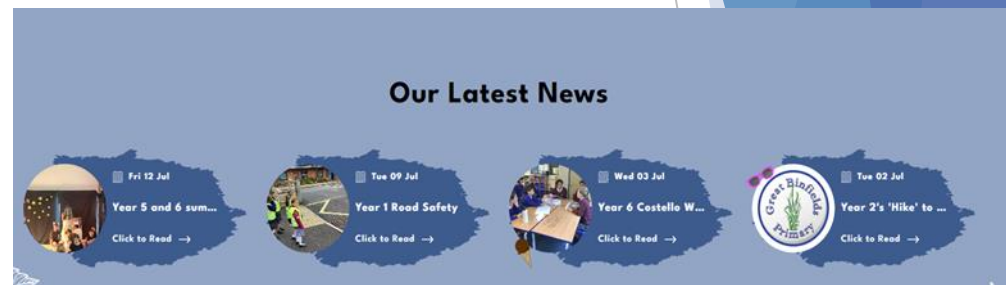 Our Latest News
Fri 12 Jul
Year 5 and 6 sum...
Click to Read →
Tue 09 Jul
Year 1 Road Safety
Click to Read →
Wed 03 Jul
Year 6 Costello W...
Click to Read →
Great Binfields
Primary
Tue 02 Jul
Year 2's 'Hike' to ...
Click to Read →